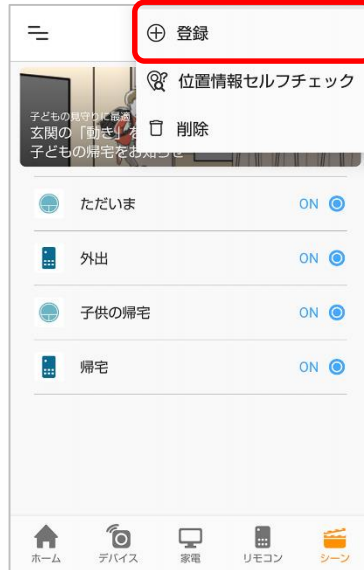 登録
位置情報セルフチェック
削除
子どもの見守りに最適
玄関の「動き」を
子どもの帰宅をお知らせ
ただいま
ON
外出
ON
子供の帰宅
ON
帰宅
ON
ホーム
デバイス
家電
リモコン
シーン